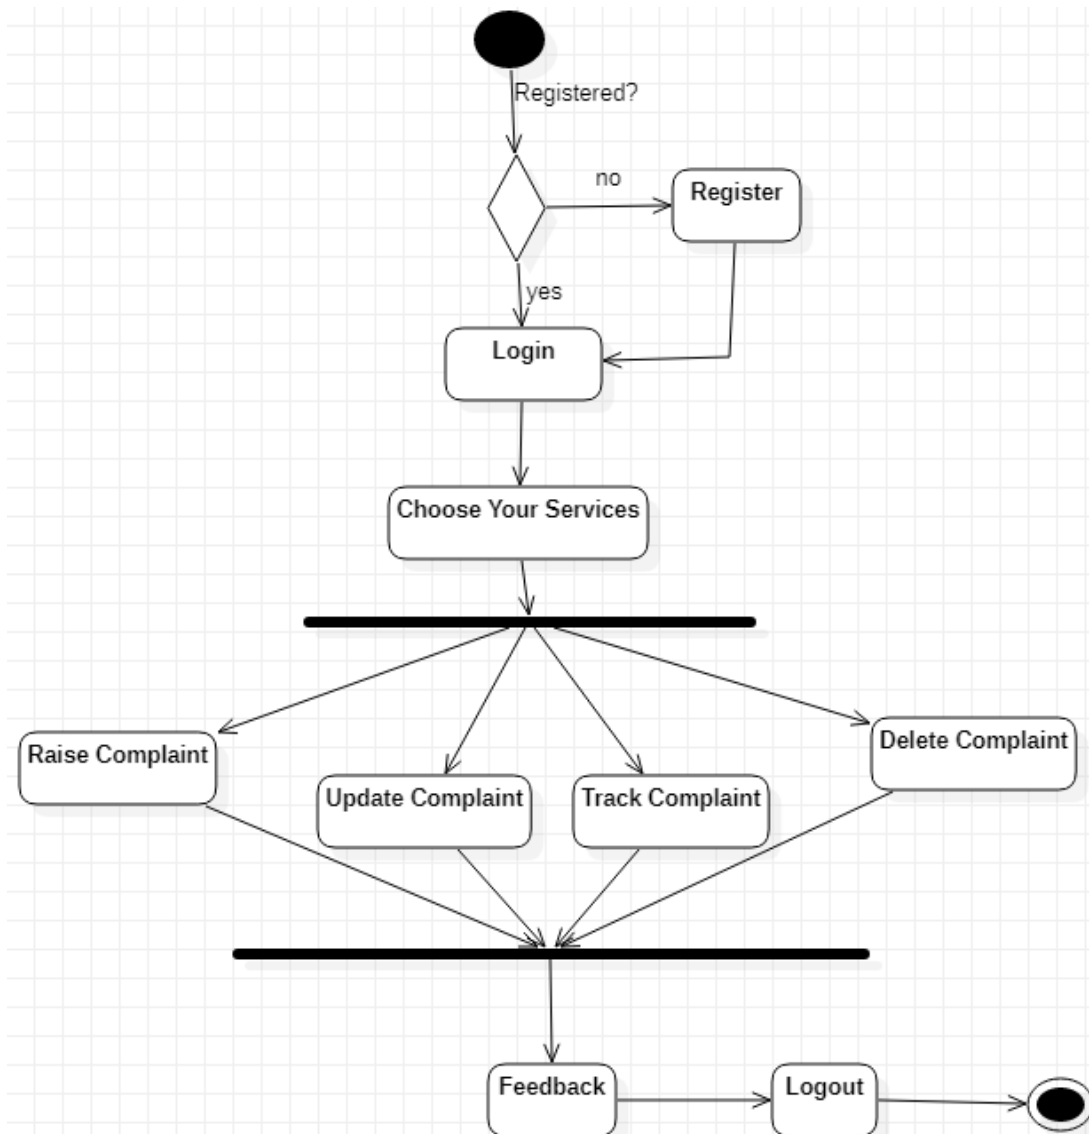 Registered?
no
Register
yes
Login
Choose Your Services
Raise Complaint
Update Complaint
Track Complaint
Delete Complaint
Feedback
Logout